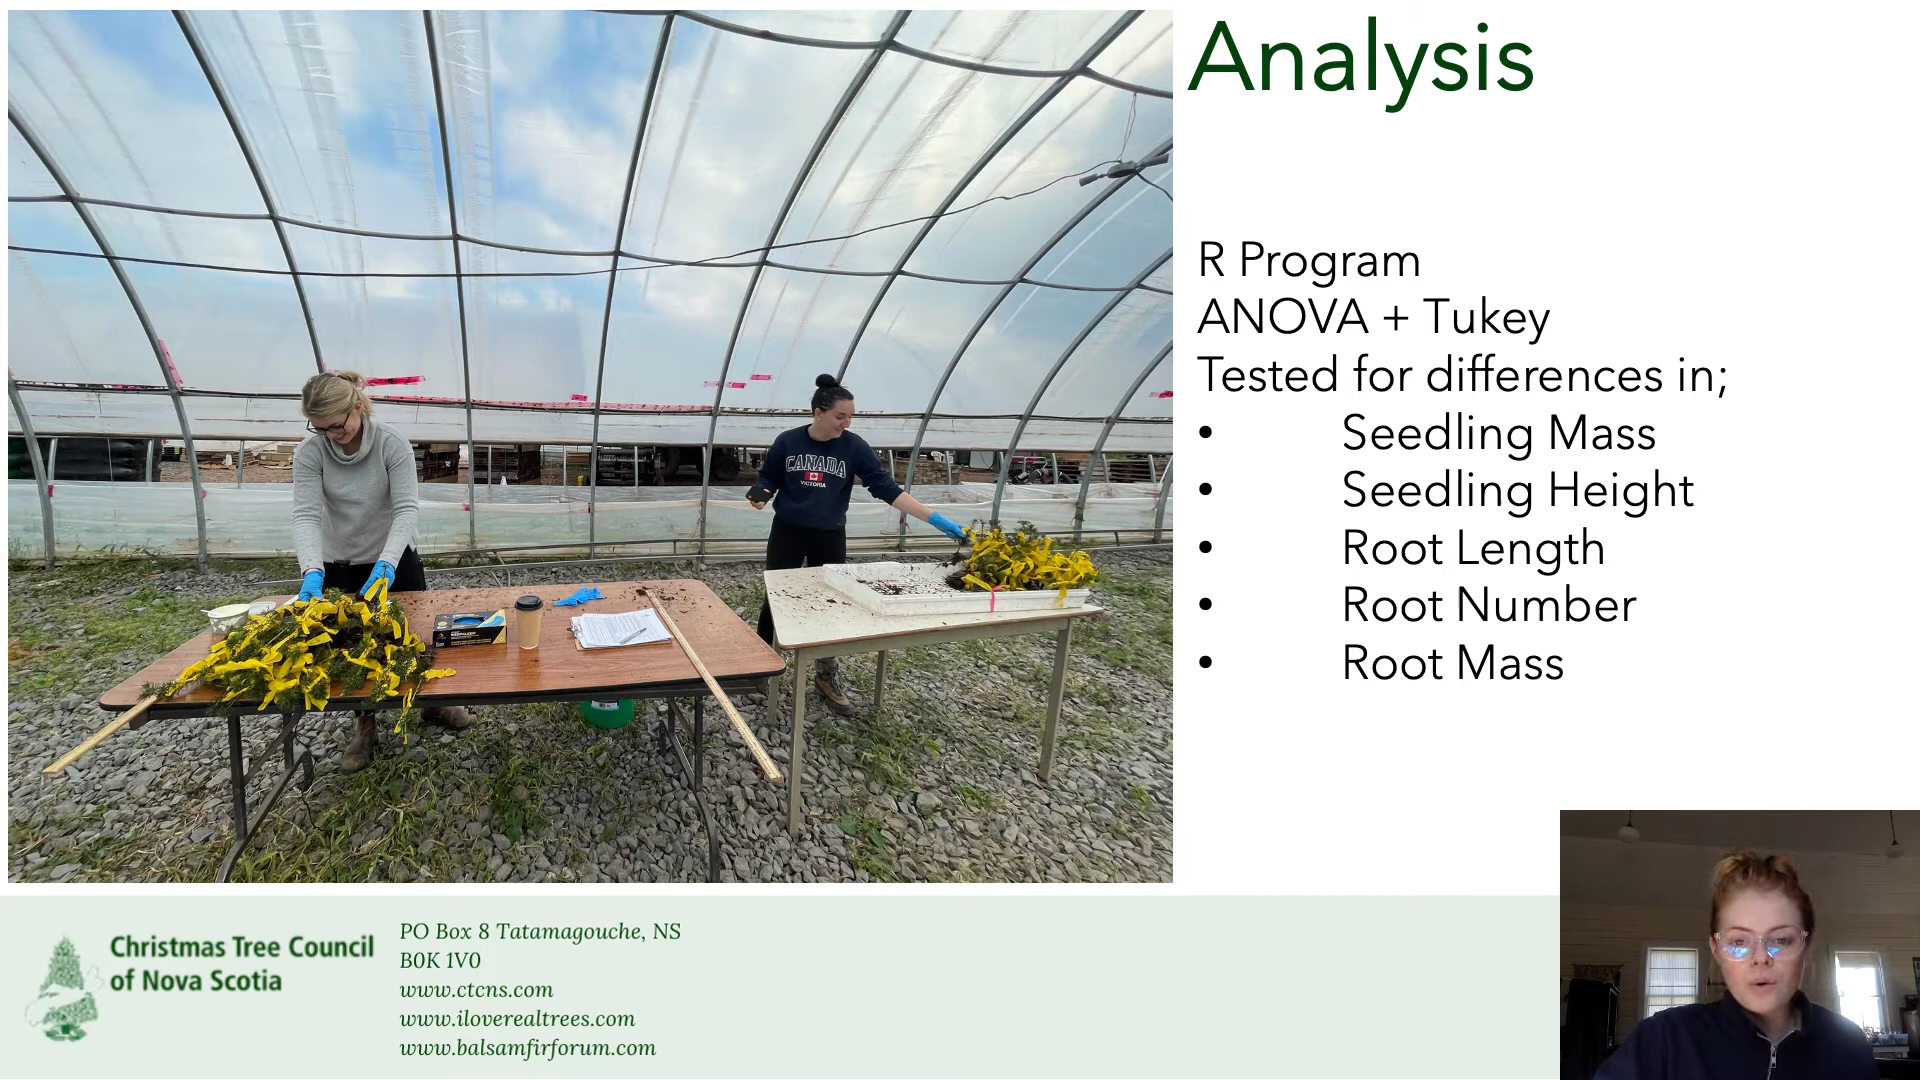 Analysis
R Program
ANOVA + Tukey
Tested for differences in;
• Seedling Mass
• Seedling Height
• Root Length
• Root Number
• Root Mass
CANADA
VICTORIA
Christmas Tree Council
of Nova Scotia
PO Box 8 Tatamagouche, NS
B0K 1V0
www.ctcns.com
www.iloverealtrees.com
www.balsamfirforum.com